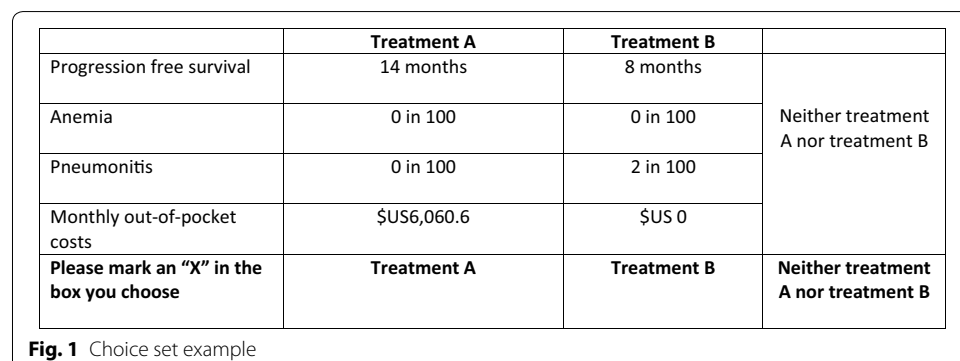 Treatment A Treatment B
Progression free survival 14 months 8 months
Anemia 0 in 100 0 in 100
Neither treatment
A nor treatment B
Pneumonitis 0 in 100 2 in 100
Monthly out-of-pocket
costs
$US6,060.6 $US 0
Please mark an “X” in the
box you choose
Treatment A Treatment B
Neither treatment
A nor treatment B
Fig. 1 Choice set example